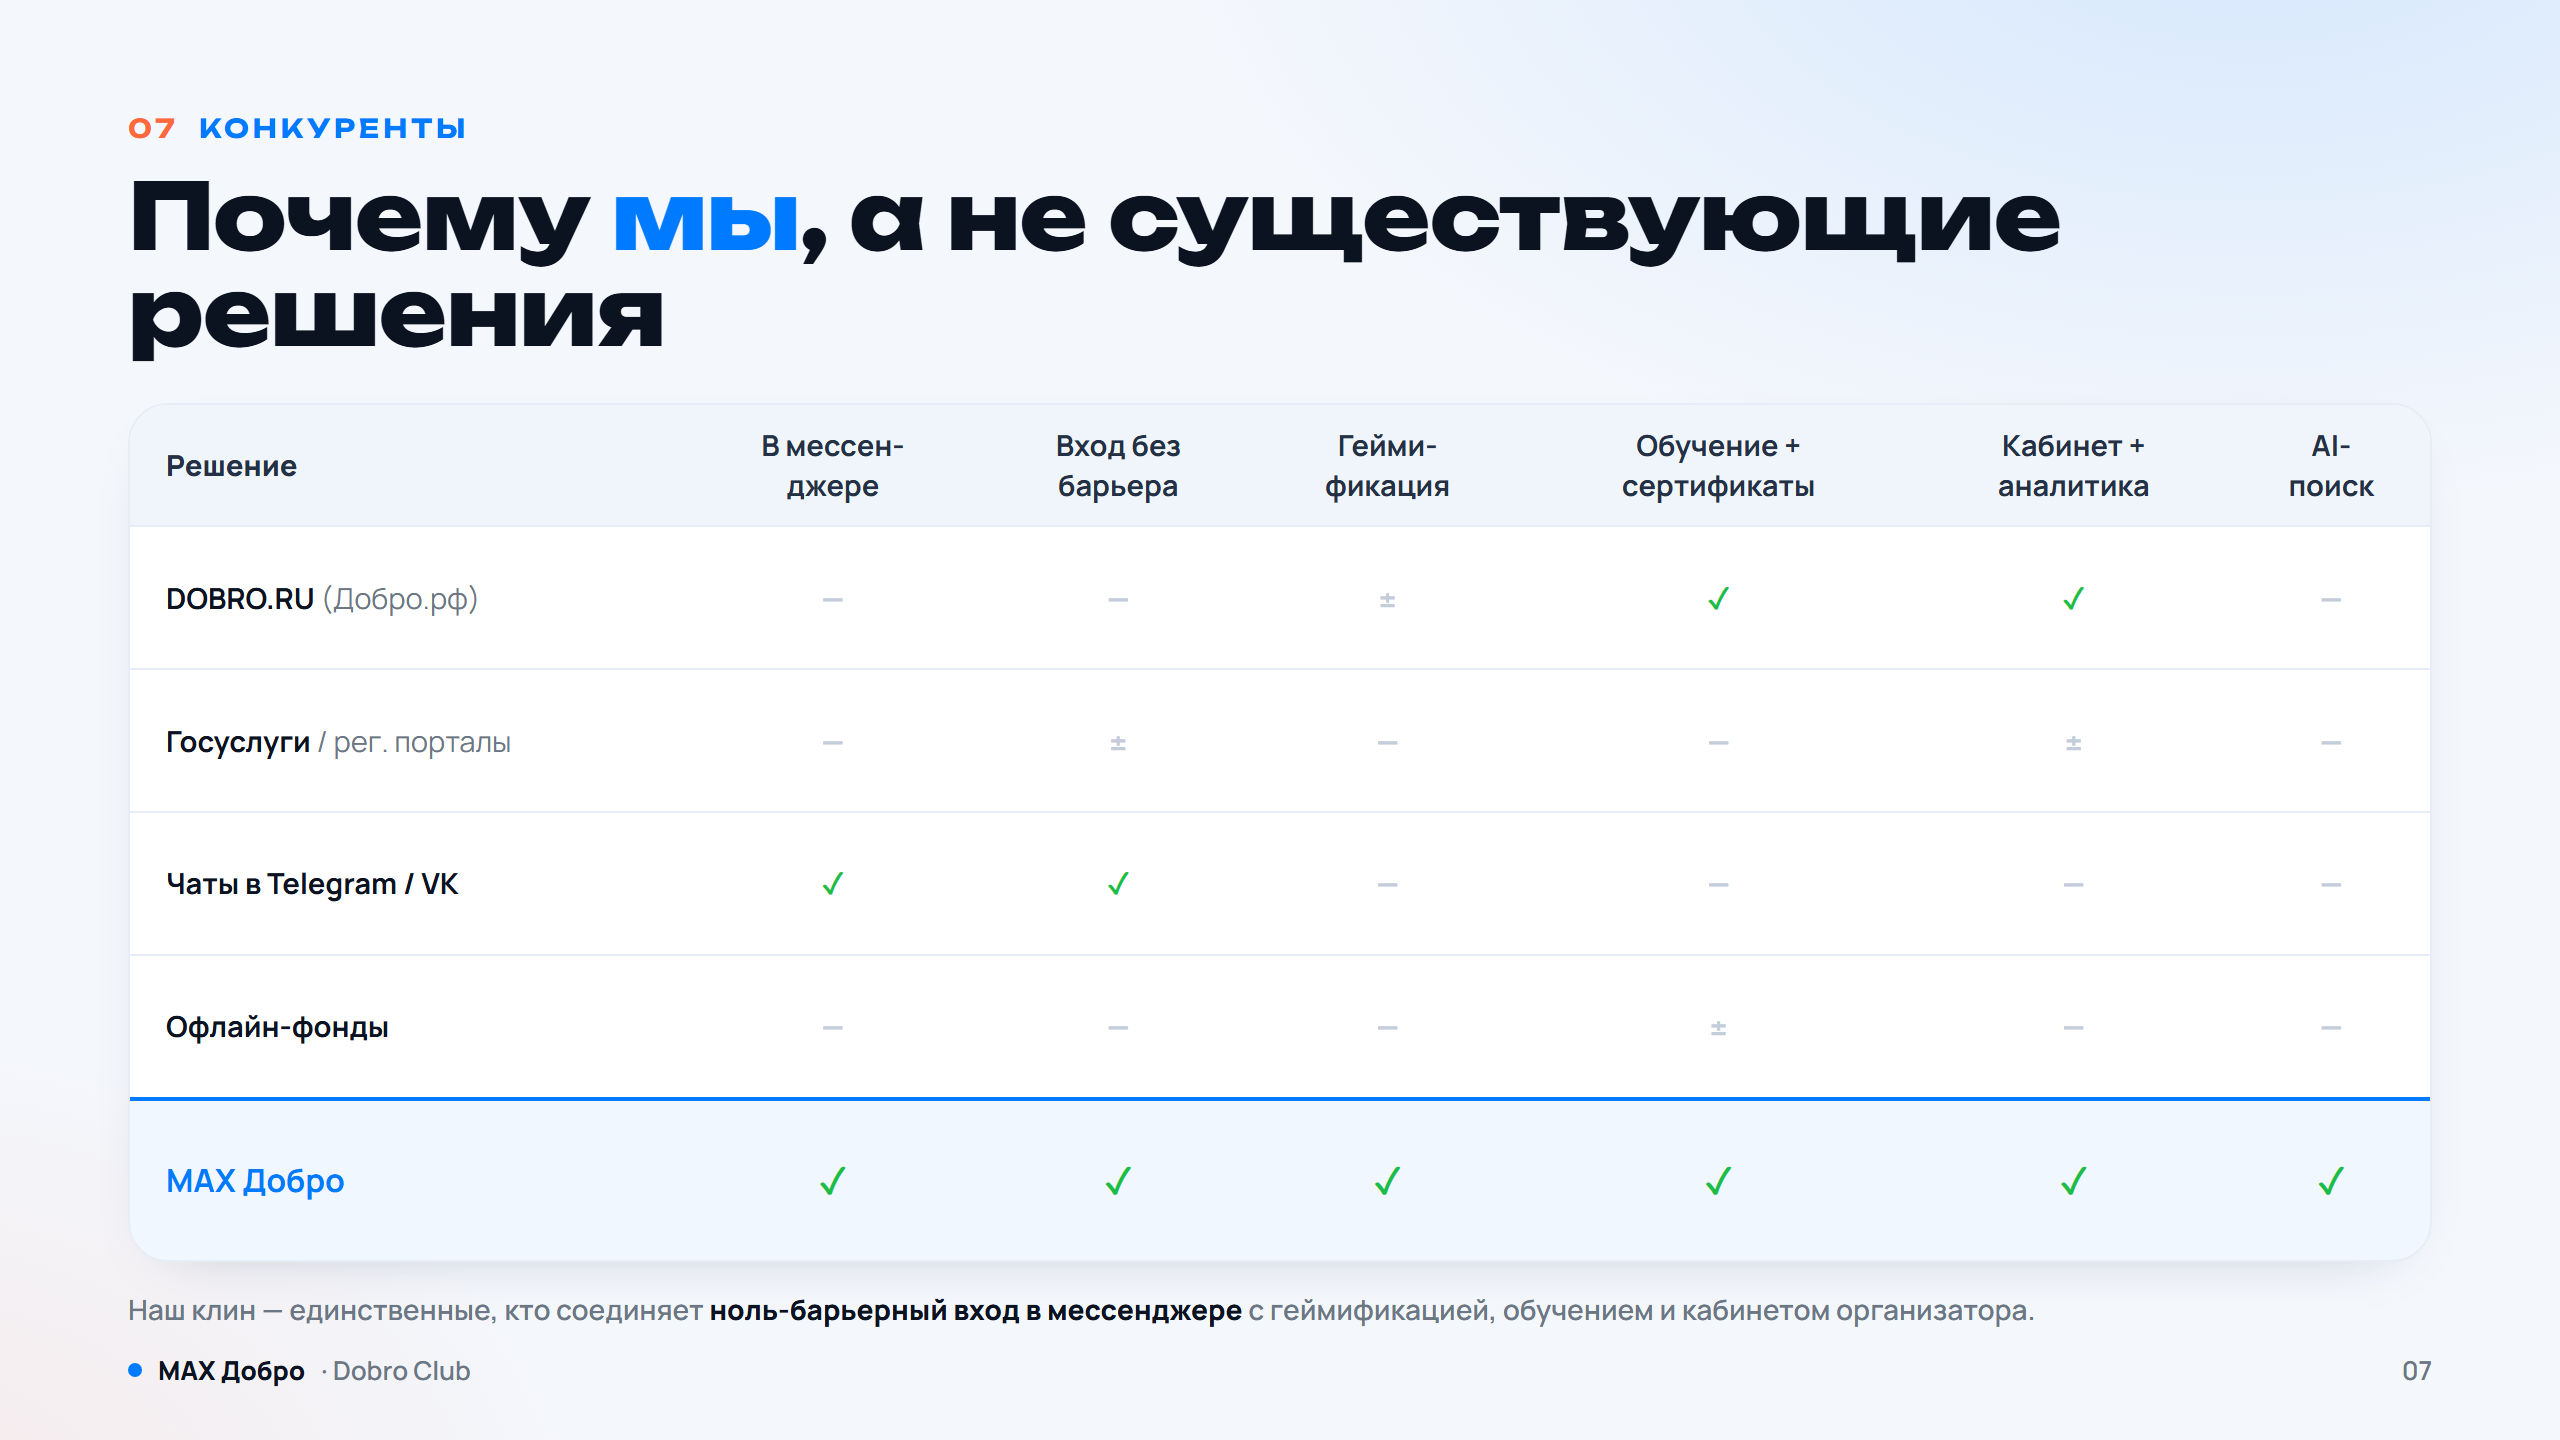 07 КОНКУРЕНТЫ
Почему мы, а не существующие
решения
Решение
В мессен-
джере
Вход без
барьера
Гейми-
фикация
Обучение +
сертификаты
Кабинет +
аналитика
AI-
поиск
DOBRO.RU (Добро.рф) — — ± ✓ ✓ —
Госуслуги / рег. порталы — ± — — ± —
Чаты в Telegram / VK ✓ ✓ — — — —
Офлайн-фонды — — — ± — —
MAX Добро ✓ ✓ ✓ ✓ ✓ ✓
Наш клин — единственные, кто соединяет ноль-барьерный вход в мессенджере с геймификацией, обучением и кабинетом организатора.
MAX Добро · Dobro Club
07